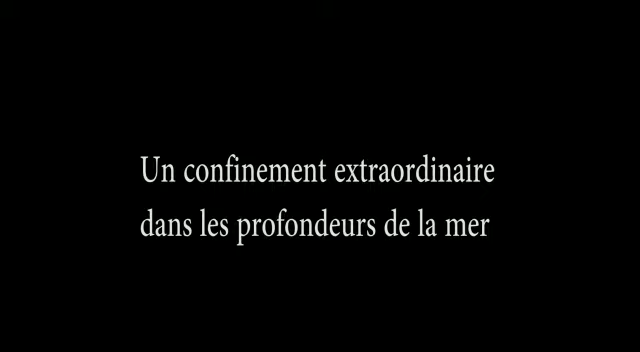 Un confinement extraordinaire
dans les profondeurs de la mer